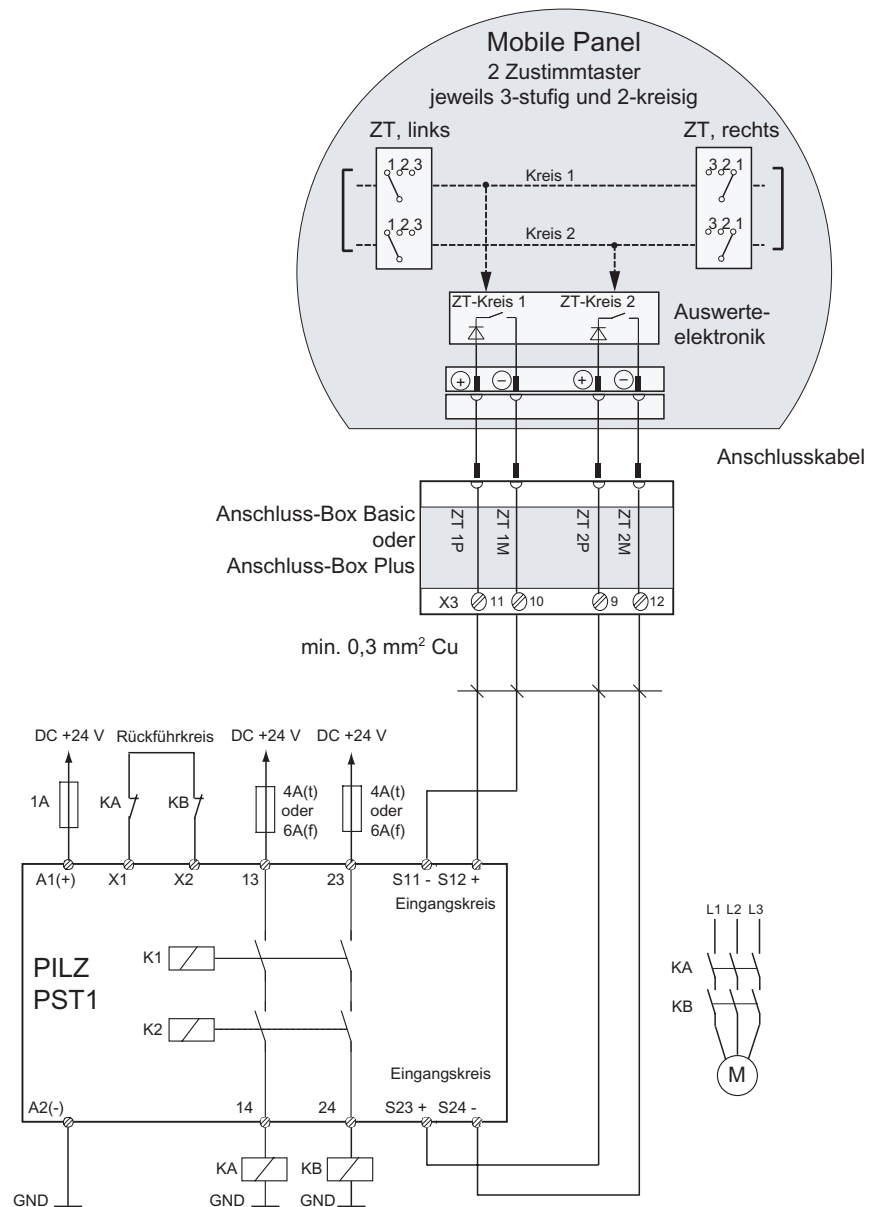 Mobile Panel
2 Zustimmtaster
jeweils 3-stufig und 2-kreisig
ZT, links
ZT, rechts
1 2 3
3 2 1
Kreis 1
1 2 3
3 2 1
Kreis 2
ZT-Kreis 1
ZT-Kreis 2
Auswerte-
elektronik
+ − + −
Anschlusskabel
Anschluss-Box Basic
oder
Anschluss-Box Plus
ZT 1P
ZT 1M
ZT 2P
ZT 2M
X3 11 10 9 12
min. 0,3 mm² Cu
DC +24 V
Rückführkreis
DC +24 V
DC +24 V
1A
KA
KB
4A(t)
oder
6A(f)
4A(t)
oder
6A(f)
A1(+)
X1
X2
13
23
S11 -
S12 +
Eingangskreis
PILZ
PST1
K1
K2
L1 L2 L3
KA
KB
M
Eingangskreis
A2(-)
14
24
S23 +
S24 -
KA
KB
GND
GND
GND